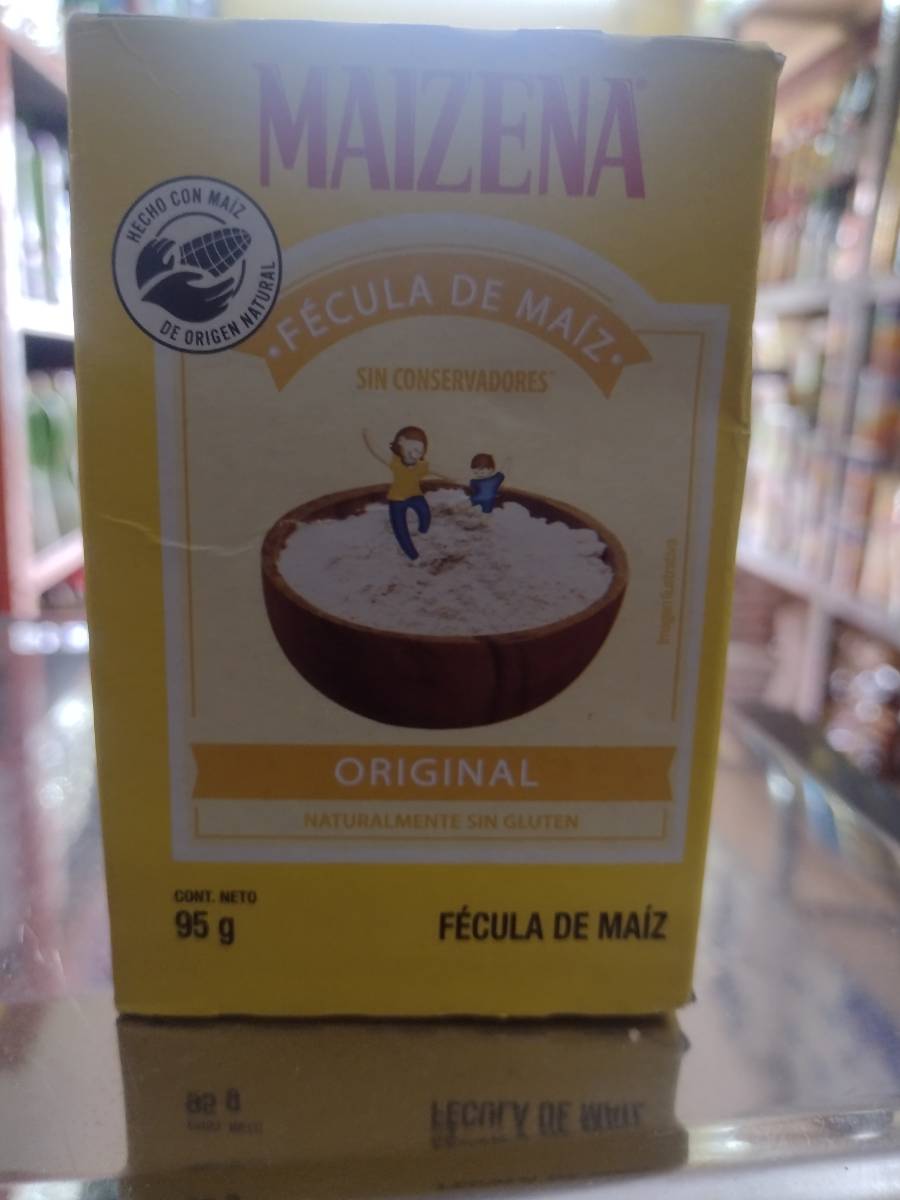 MAIZENA
HECHO CON MAÍZ
DE ORIGEN NATURAL
•FÉCULA DE MAÍZ•
SIN CONSERVADORES
ORIGINAL
NATURALMENTE SIN GLUTEN
CONT. NETO
95 g
FÉCULA DE MAÍZ